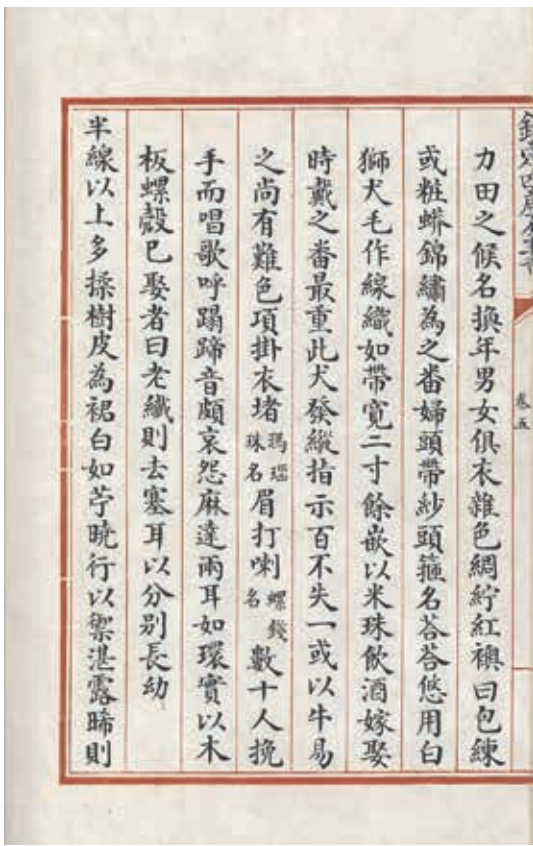 欽定四庫全書
卷五
力田之候名換年男女俱衣雜色綢紵紅襖曰包練
或粧蟒錦繡為之番婦頭帶紗頭箍名荅荅悠用白
獅犬毛作線織如帶寬二寸餘嵌以米珠飲酒嫁娶
時戴之番最重此犬發縱指示百不失一或以牛易
之尚有難色項掛衣堵瑪瑙珠名眉打喇螺錢名數十人挽
手而唱歌呼蹋蹄音頗哀怨麻達兩耳如環實以木
板螺殻已娶者曰老纎則去塞耳以分别長幼
半線以上多揉樹皮為裙白如苧曉行以禦湛露晞則